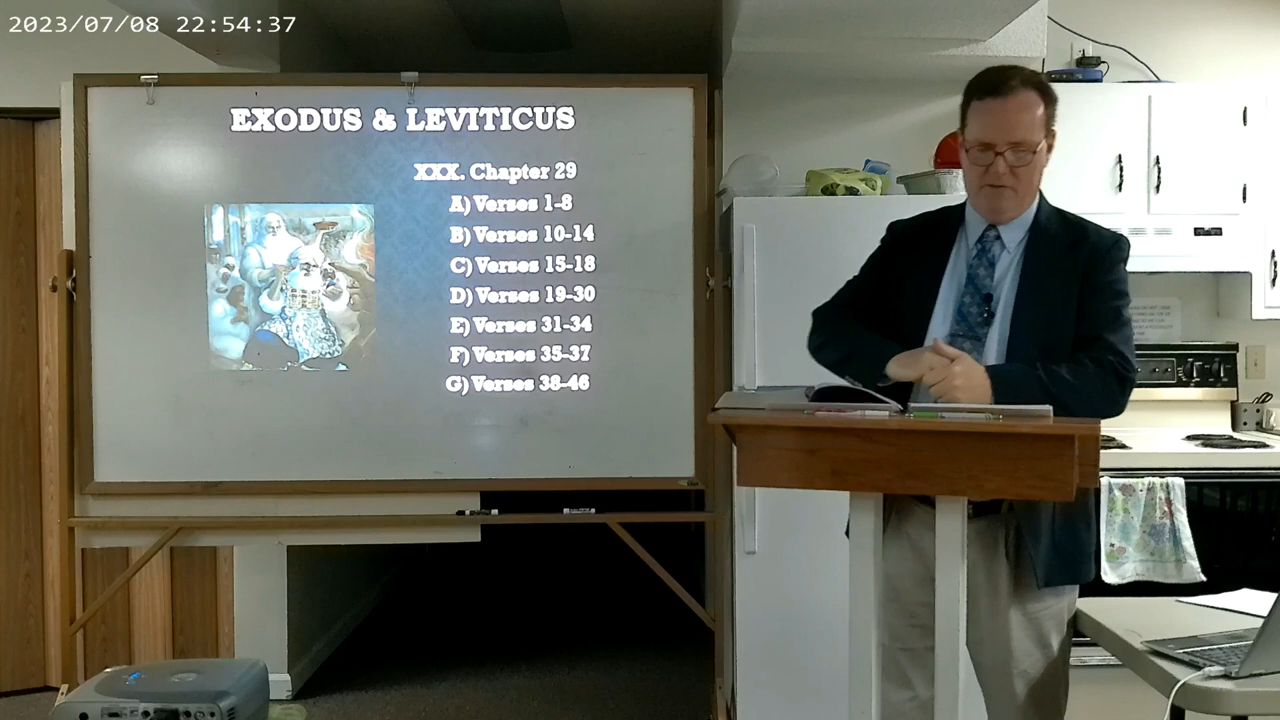 2023/07/08 22:54:37
EXODUS & LEVITICUS
XXX. Chapter 29
A) Verses 1-8
B) Verses 10-14
C) Verses 15-18
D) Verses 19-30
E) Verses 31-34
F) Verses 35-37
G) Verses 38-46